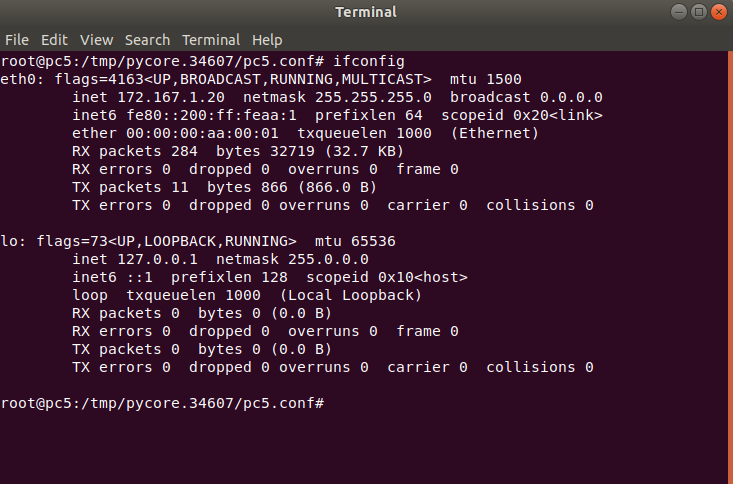 Terminal
File Edit View Search Terminal Help
root@pc5:/tmp/pycore.34607/pc5.conf# ifconfig
eth0: flags=4163<UP,BROADCAST,RUNNING,MULTICAST>  mtu 1500
        inet 172.167.1.20  netmask 255.255.255.0  broadcast 0.0.0.0
        inet6 fe80::200:ff:feaa:1  prefixlen 64  scopeid 0x20<link>
        ether 00:00:00:aa:00:01  txqueuelen 1000  (Ethernet)
        RX packets 284  bytes 32719 (32.7 KB)
        RX errors 0  dropped 0  overruns 0  frame 0
        TX packets 11  bytes 866 (866.0 B)
        TX errors 0  dropped 0 overruns 0  carrier 0  collisions 0

lo: flags=73<UP,LOOPBACK,RUNNING>  mtu 65536
        inet 127.0.0.1  netmask 255.0.0.0
        inet6 ::1  prefixlen 128  scopeid 0x10<host>
        loop  txqueuelen 1000  (Local Loopback)
        RX packets 0  bytes 0 (0.0 B)
        RX errors 0  dropped 0  overruns 0  frame 0
        TX packets 0  bytes 0 (0.0 B)
        TX errors 0  dropped 0 overruns 0  carrier 0  collisions 0

root@pc5:/tmp/pycore.34607/pc5.conf#